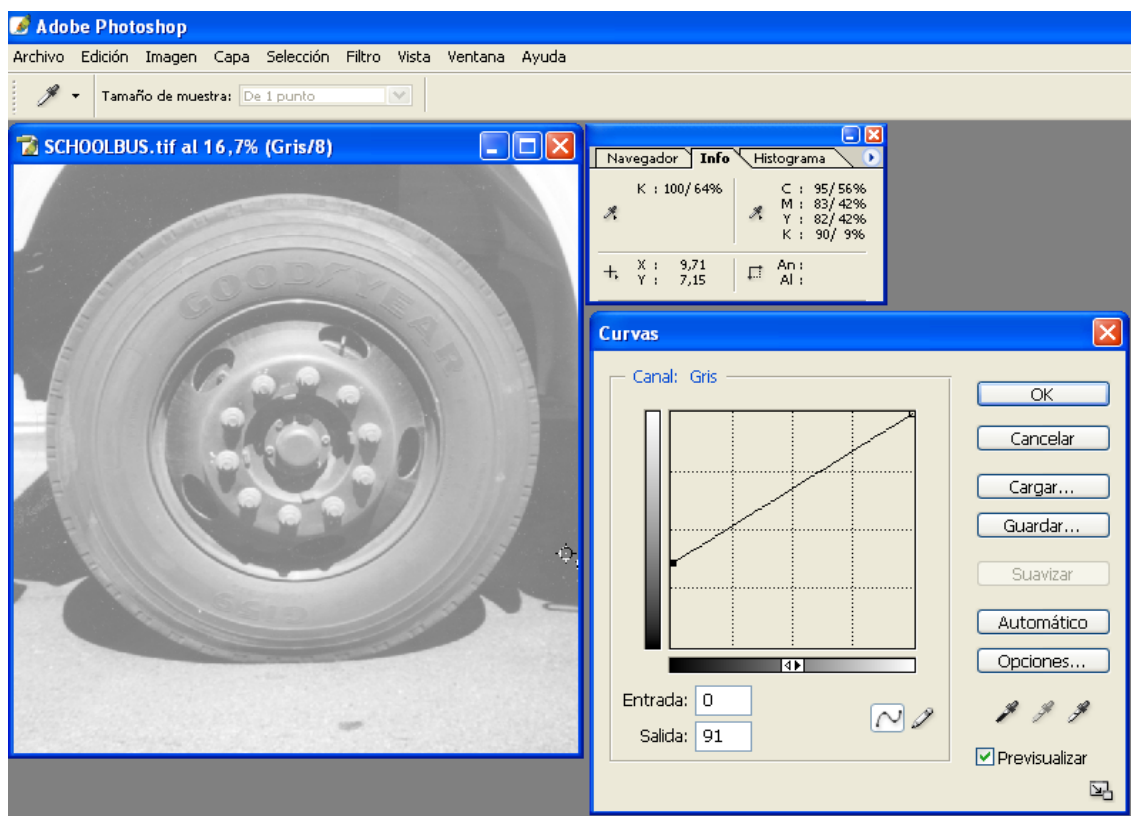 Adobe Photoshop
Archivo Edición Imagen Capa Selección Filtro Vista Ventana Ayuda
Tamaño de muestra: De 1 punto
SCHOOLBUS.tif al 16,7% (Gris/8)
GOODYEAR
G159
Navegador Info Histograma
K : 100/ 64%
C : 95/ 56%
M : 83/ 42%
Y : 82/ 42%
K : 90/ 9%
X : 9,71
Y : 7,15
An :
Al :
Curvas
Canal: Gris
OK
Cancelar
Cargar...
Guardar...
Suavizar
Automático
Opciones...
Entrada: 0
Salida: 91
Previsualizar